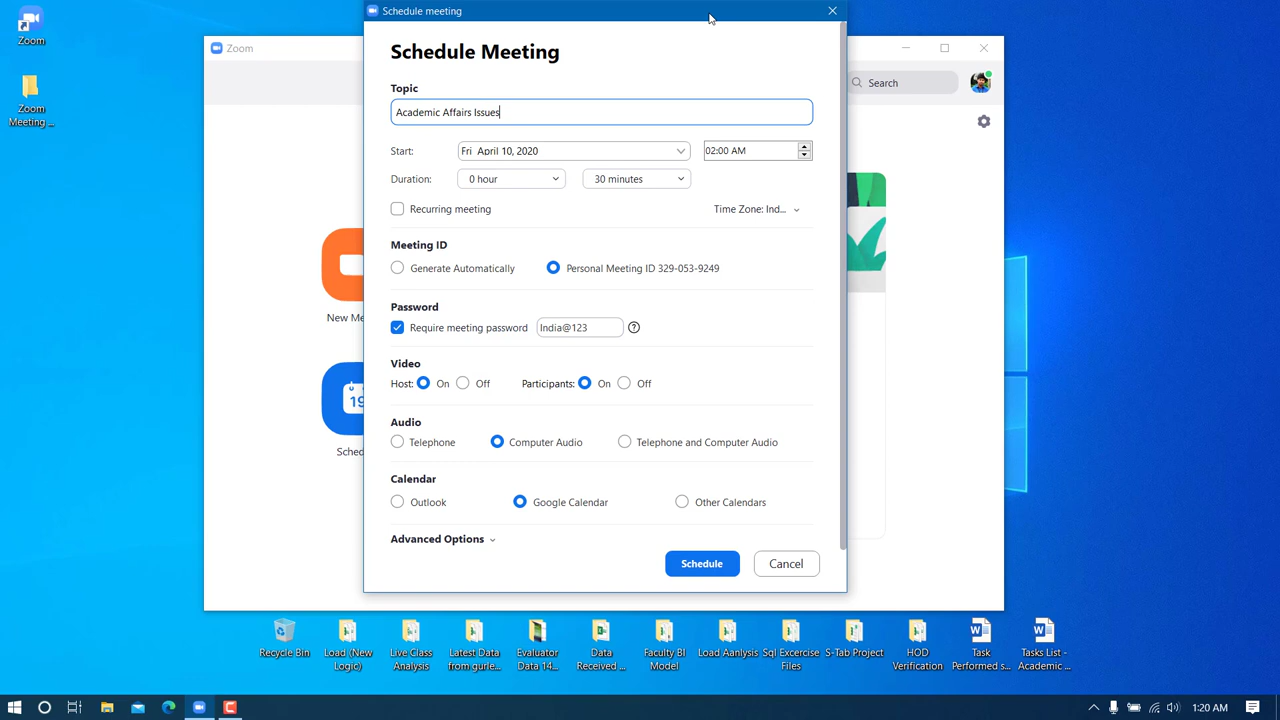 Zoom
Zoom
Meeting ...
Zoom
Search
New Me
19
Sched
Schedule meeting
Schedule Meeting
Topic
Academic Affairs Issues
Start: Fri April 10, 2020 02:00 AM
Duration: 0 hour 30 minutes
Recurring meeting Time Zone: Ind...
Meeting ID
Generate Automatically Personal Meeting ID 329-053-9249
Password
Require meeting password India@123 ?
Video
Host: On Off Participants: On Off
Audio
Telephone Computer Audio Telephone and Computer Audio
Calendar
Outlook Google Calendar Other Calendars
Advanced Options
Schedule Cancel
Recycle Bin
Load (New
Logic)
Live Class
Analysis
Latest Data
from gurle...
Evaluator
Data 14...
Data
Received ...
Faculty BI
Model
Load Aanlysis
Sql Excercise
Files
S-Tab Project
HOD
Verification
Task
Performed s...
Tasks List -
Academic ...
1:20 AM